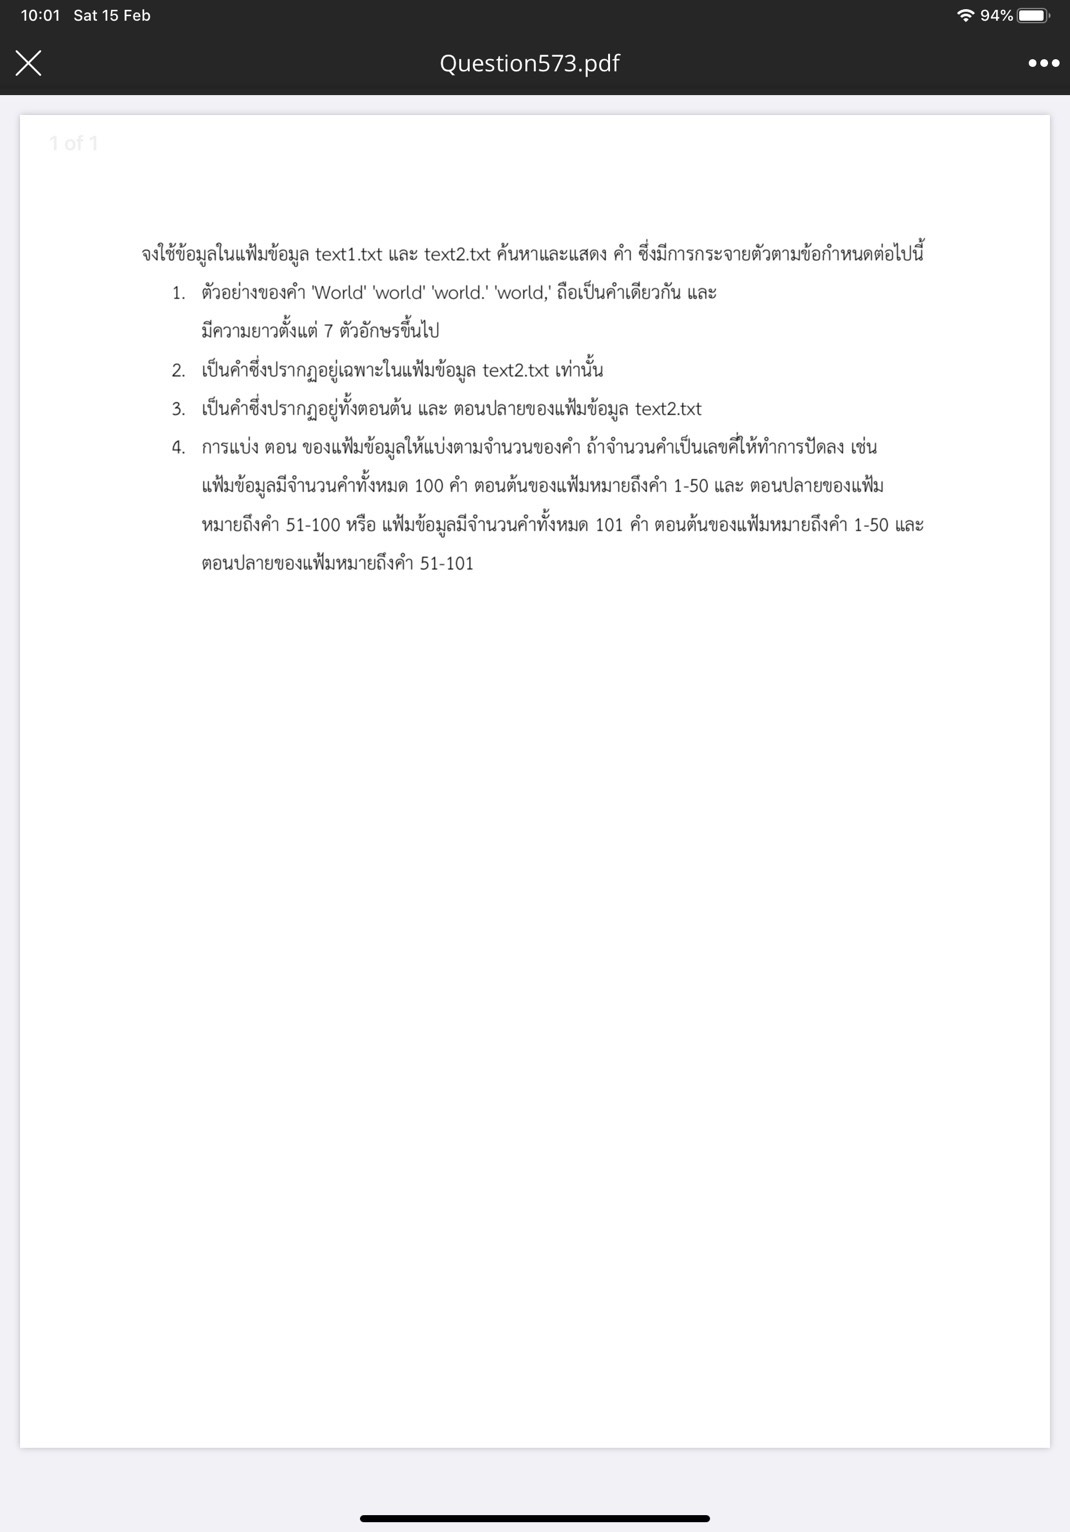 10:01 Sat 15 Feb 94%
Question573.pdf
1 of 1
จงใช้ข้อมูลในแฟ้มข้อมูล text1.txt และ text2.txt ค้นหาและแสดง คำ ซึ่งมีการกระจายตัวตามข้อกำหนดต่อไปนี้
1. ตัวอย่างของคำ 'World' 'world' 'world.' 'world,' ถือเป็นคำเดียวกัน และ
มีความยาวตั้งแต่ 7 ตัวอักษรขึ้นไป
2. เป็นคำซึ่งปรากฏอยู่เฉพาะในแฟ้มข้อมูล text2.txt เท่านั้น
3. เป็นคำซึ่งปรากฏอยู่ทั้งตอนต้น และ ตอนปลายของแฟ้มข้อมูล text2.txt
4. การแบ่ง ตอน ของแฟ้มข้อมูลให้แบ่งตามจำนวนของคำ ถ้าจำนวนคำเป็นเลขคี่ให้ทำการปัดลง เช่น
แฟ้มข้อมูลมีจำนวนคำทั้งหมด 100 คำ ตอนต้นของแฟ้มหมายถึงคำ 1-50 และ ตอนปลายของแฟ้ม
หมายถึงคำ 51-100 หรือ แฟ้มข้อมูลมีจำนวนคำทั้งหมด 101 คำ ตอนต้นของแฟ้มหมายถึงคำ 1-50 และ
ตอนปลายของแฟ้มหมายถึงคำ 51-101